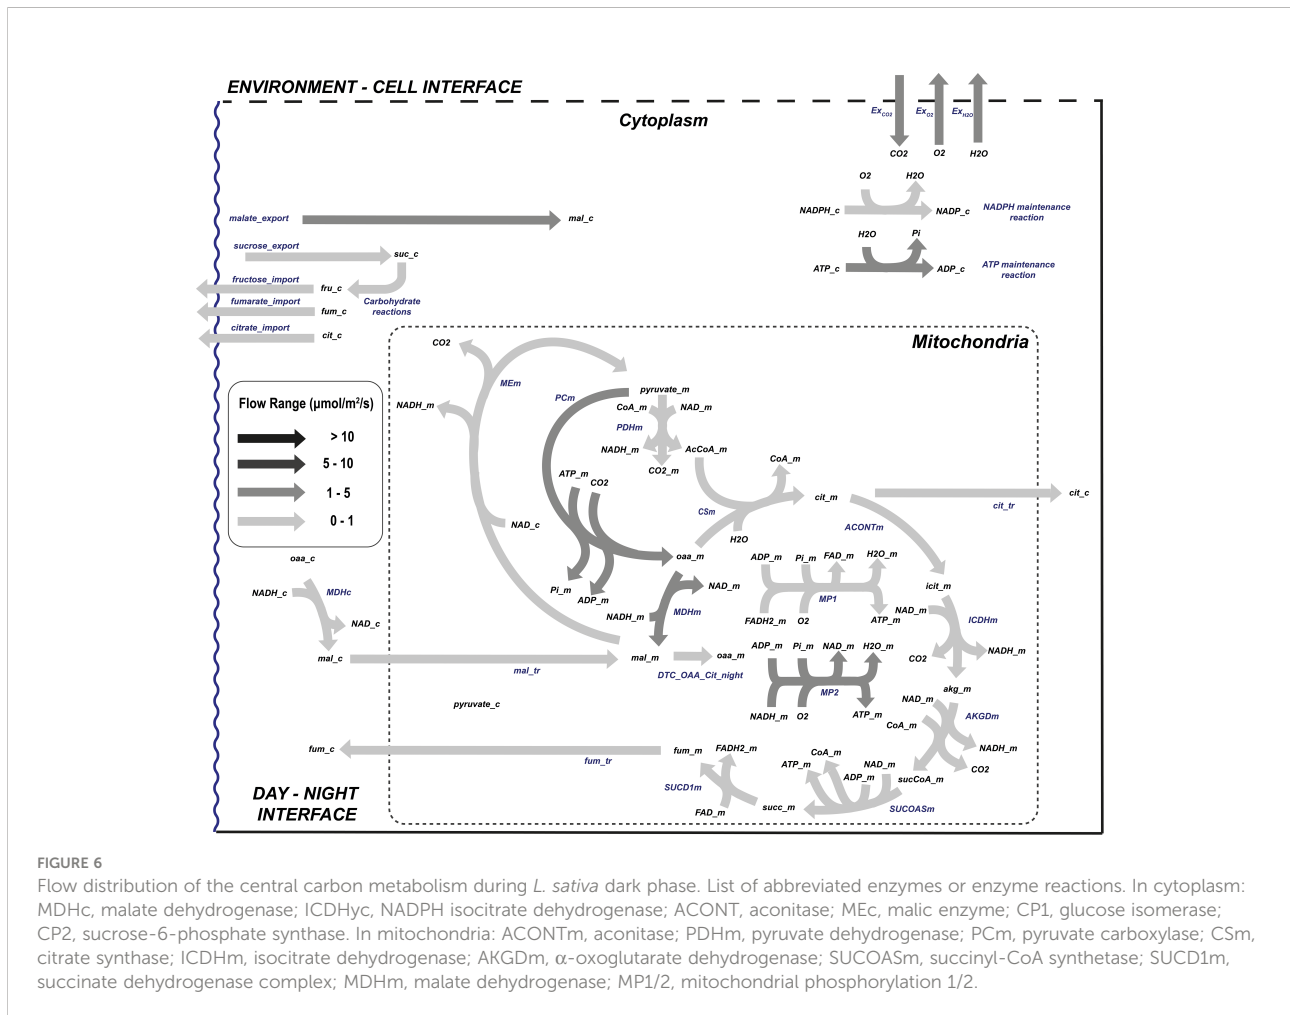 ENVIRONMENT - CELL INTERFACE
Cytoplasm
Ex_CO2
Ex_O2
Ex_H2O
CO2
O2
H2O
O2
H2O
NADPH_c
NADP_c
NADPH maintenance
reaction
H2O
Pi
ATP_c
ADP_c
ATP maintenance
reaction
malate_export
mal_c
sucrose_export
suc_c
fructose_import
fru_c
fumarate_import
fum_c
Carbohydrate
reactions
citrate_import
cit_c
Mitochondria
CO2
MEm
NADH_m
PCm
pyruvate_m
CoA_m
NAD_m
PDHm
NADH_m
AcCoA_m
CO2_m
CoA_m
ATP_m
CO2
cit_m
cit_c
cit_tr
CSm
NAD_c
H2O
ACONTm
Flow Range (μmol/m²/s)
> 10
5 - 10
1 - 5
0 - 1
oaa_c
NADH_c
MDHc
NAD_c
mal_c
mal_tr
oaa_m
Pi_m
ADP_m
NAD_m
NADH_m
MDHm
mal_m
oaa_m
DTC_OAA_Cit_night
ADP_m
Pi_m
FAD_m
H2O_m
MP1
FADH2_m
O2
ATP_m
icit_m
NAD_m
ICDHm
CO2
NADH_m
ADP_m
Pi_m
NAD_m
H2O_m
MP2
NADH_m
O2
ATP_m
akg_m
NAD_m
AKGDm
CoA_m
NADH_m
CO2
pyruvate_c
fum_c
fum_tr
fum_m
FADH2_m
SUCD1m
FAD_m
succ_m
CoA_m
ATP_m
NAD_m
ADP_m
sucCoA_m
SUCOASm
DAY - NIGHT
INTERFACE
FIGURE 6
Flow distribution of the central carbon metabolism during L. sativa dark phase. List of abbreviated enzymes or enzyme reactions. In cytoplasm:
MDHc, malate dehydrogenase; ICDHyc, NADPH isocitrate dehydrogenase; ACONT, aconitase; MEc, malic enzyme; CP1, glucose isomerase;
CP2, sucrose-6-phosphate synthase. In mitochondria: ACONTm, aconitase; PDHm, pyruvate dehydrogenase; PCm, pyruvate carboxylase; CSm,
citrate synthase; ICDHm, isocitrate dehydrogenase; AKGDm, α-oxoglutarate dehydrogenase; SUCOASm, succinyl-CoA synthetase; SUCD1m,
succinate dehydrogenase complex; MDHm, malate dehydrogenase; MP1/2, mitochondrial phosphorylation 1/2.